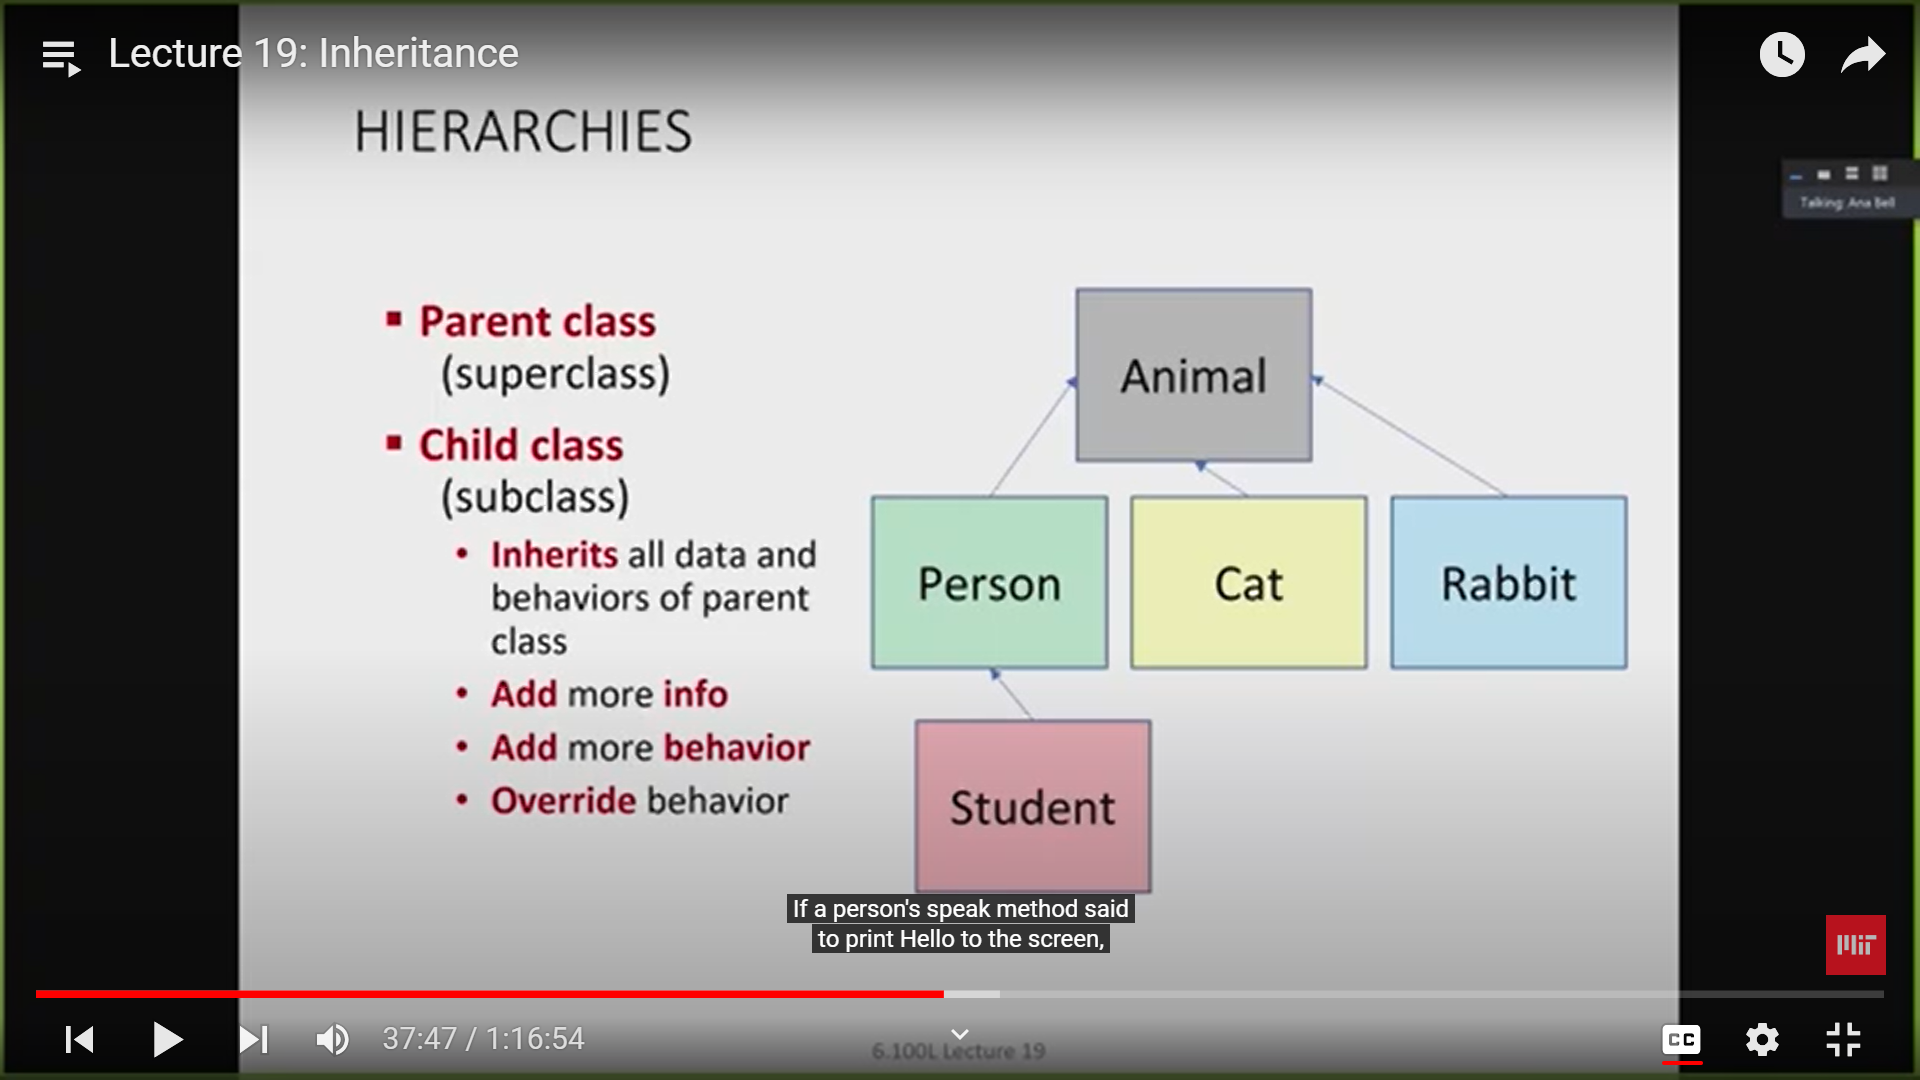 Lecture 19: Inheritance
HIERARCHIES
Talking: Ana Bell
Parent class
(superclass)
Child class
(subclass)
Inherits all data and
behaviors of parent
class
Add more info
Add more behavior
Override behavior
Animal
Person
Cat
Rabbit
Student
If a person's speak method said
to print Hello to the screen,
MIT
37:47 / 1:16:54
6.100L Lecture 19
CC